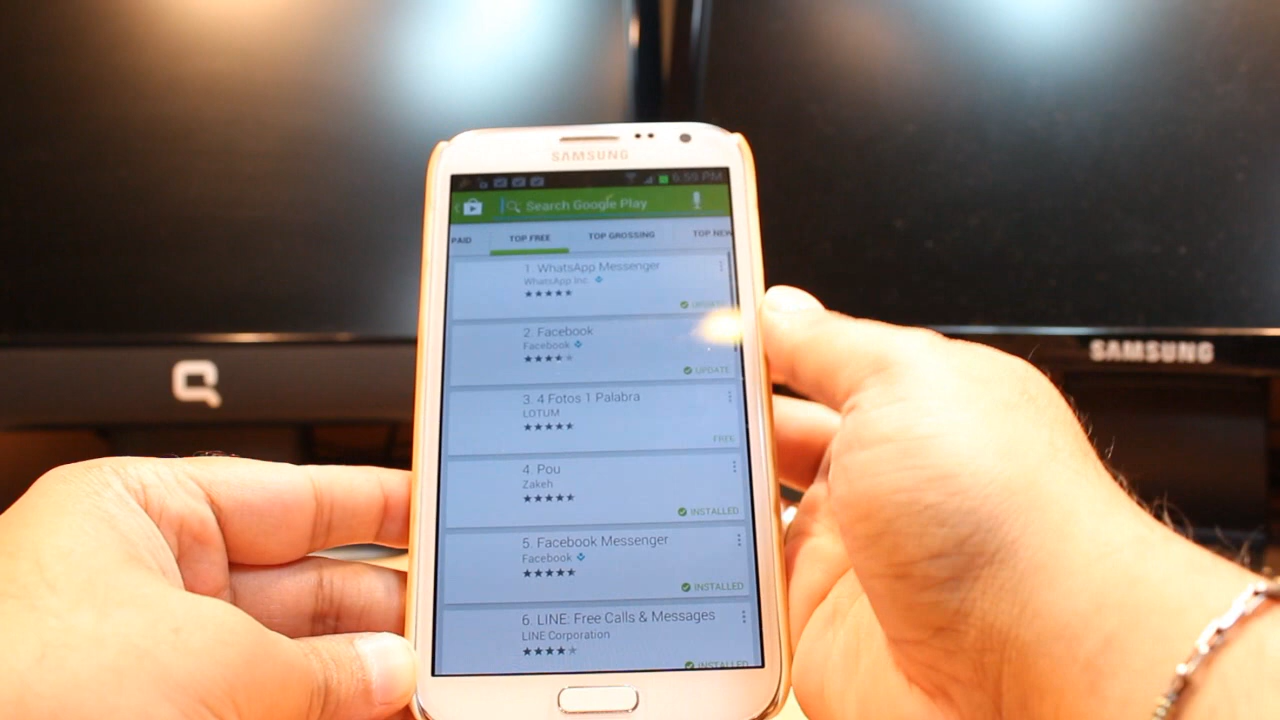 SAMSUNG
6:59 PM
Search Google Play
PAID TOP FREE TOP GROSSING TOP NEW
1. WhatsApp Messenger
WhatsApp Inc.
UPDATE
2. Facebook
Facebook
UPDATE
3. 4 Fotos 1 Palabra
LOTUM
FREE
4. Pou
Zakeh
INSTALLED
5. Facebook Messenger
Facebook
INSTALLED
6. LINE: Free Calls & Messages
LINE Corporation
INSTALLED
SAMSUNG